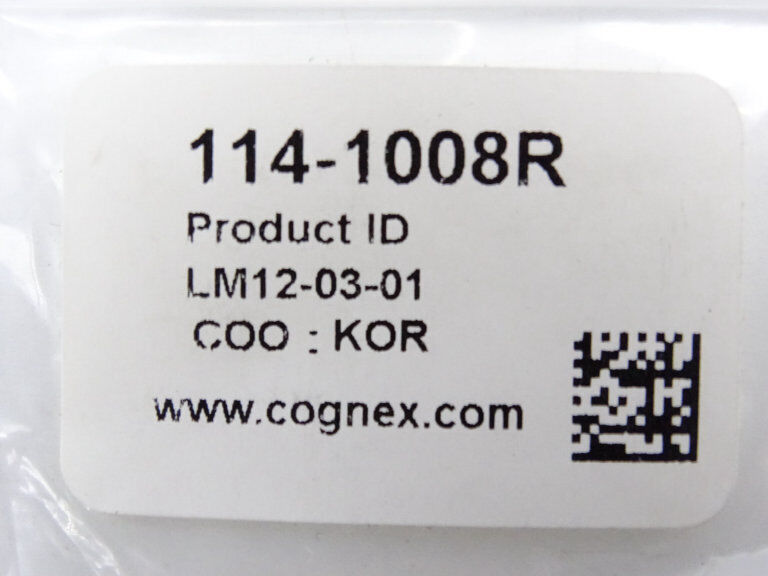 114-1008R
Product ID
LM12-03-01
COO : KOR
www.cognex.com